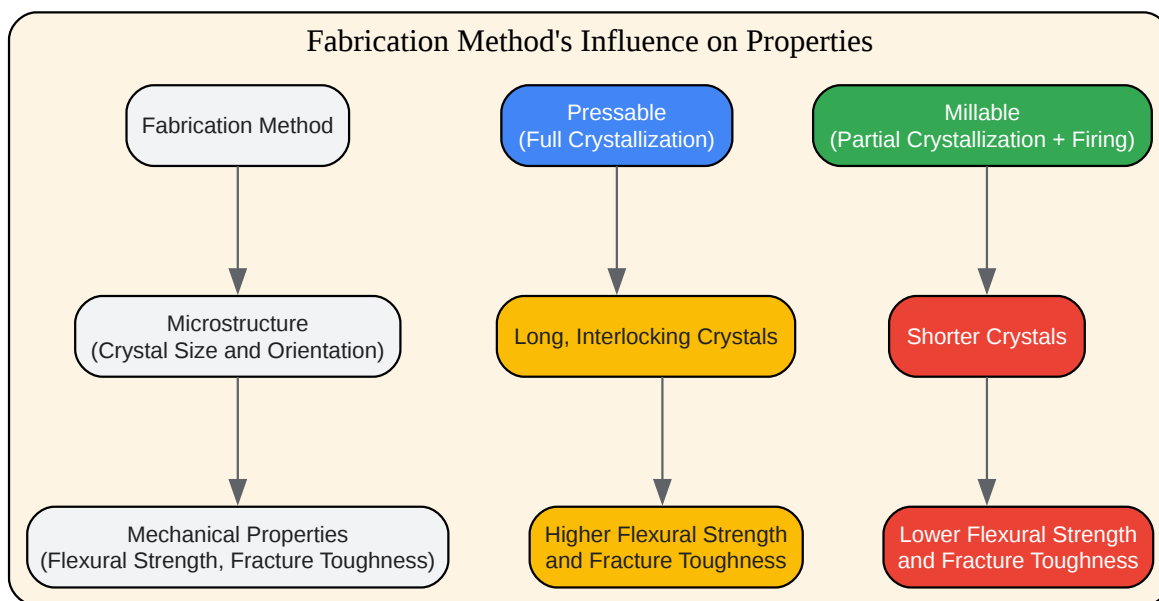 Fabrication Method's Influence on Properties
Fabrication Method
Pressable
(Full Crystallization)
Millable
(Partial Crystallization + Firing)
Microstructure
(Crystal Size and Orientation)
Long, Interlocking Crystals
Shorter Crystals
Mechanical Properties
(Flexural Strength, Fracture Toughness)
Higher Flexural Strength
and Fracture Toughness
Lower Flexural Strength
and Fracture Toughness